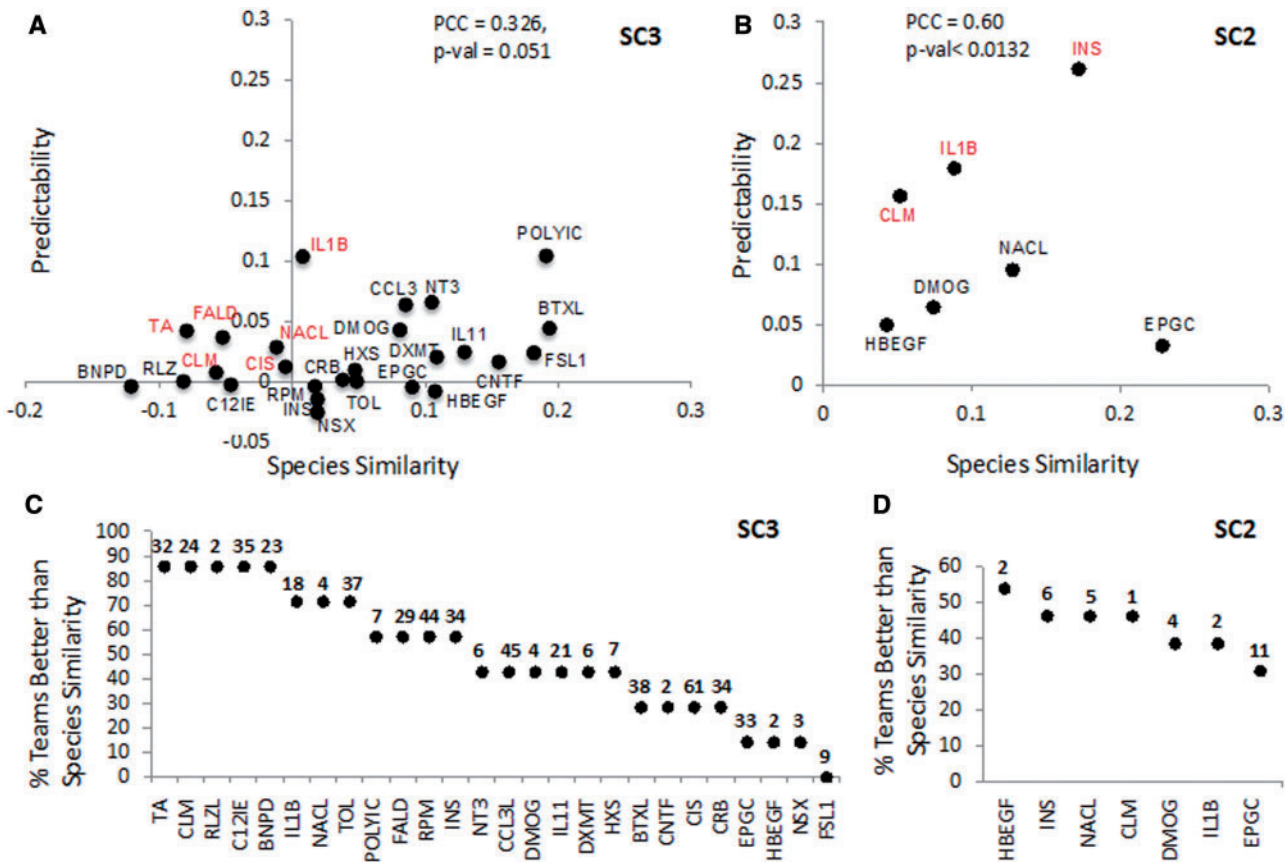 A
PCC = 0.326,
p-val = 0.051
SC3
Predictability
0.3
0.25
0.2
0.15
0.1
0.05
0
-0.05
-0.2
-0.1
0.1
0.2
0.3
Species Similarity
IL1B
POLYIC
CCL3
NT3
BTXL
TA
FALD
NACL
DMOG
IL11
DXMT
FSL1
HXS
CLM
CIS
CRB
EPGC
CNTF
BNPD
RLZ
C12IE
RPM
INS
NSX
TOL
HBEGF
B
PCC = 0.60
p-val< 0.0132
SC2
Predictability
0.3
0.25
0.2
0.15
0.1
0.05
0
0
0.1
0.2
0.3
Species Similarity
INS
IL1B
CLM
NACL
DMOG
HBEGF
EPGC
C
SC3
% Teams Better than
Species Similarity
100
90
80
70
60
50
40
30
20
10
0
32 24 2 35 23
18 4 37
7 29 44 34
6 45 4 21 6 7
38 2 61 34
33 2 3
9
TA
CLM
RLZL
C12IE
BNPD
IL1B
NACL
TOL
POLYIC
FALD
RPM
INS
NT3
CCL3L
DMOG
IL11
DXMT
HXS
BTXL
CNTF
CIS
CRB
EPGC
HBEGF
NSX
FSL1
D
SC2
% Teams Better than
Species Similarity
60
50
40
30
20
10
0
2
6 5 1
4 2
11
HBEGF
INS
NACL
CLM
DMOG
IL1B
EPGC